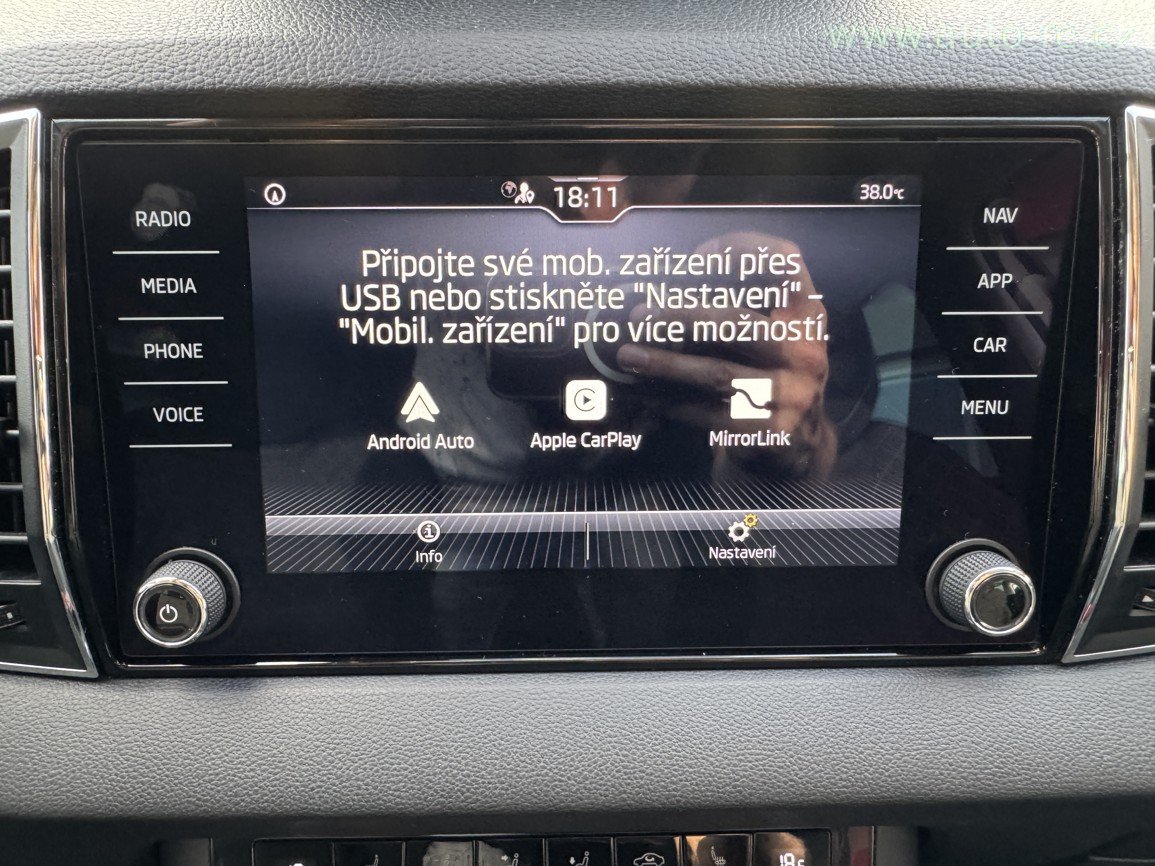 18:11
38.0°C
RADIO
MEDIA
PHONE
VOICE
Připojte své mob. zařízení přes
USB nebo stiskněte "Nastavení" –
"Mobil. zařízení" pro více možností.
Android Auto
Apple CarPlay
MirrorLink
Info
Nastavení
NAV
APP
CAR
MENU